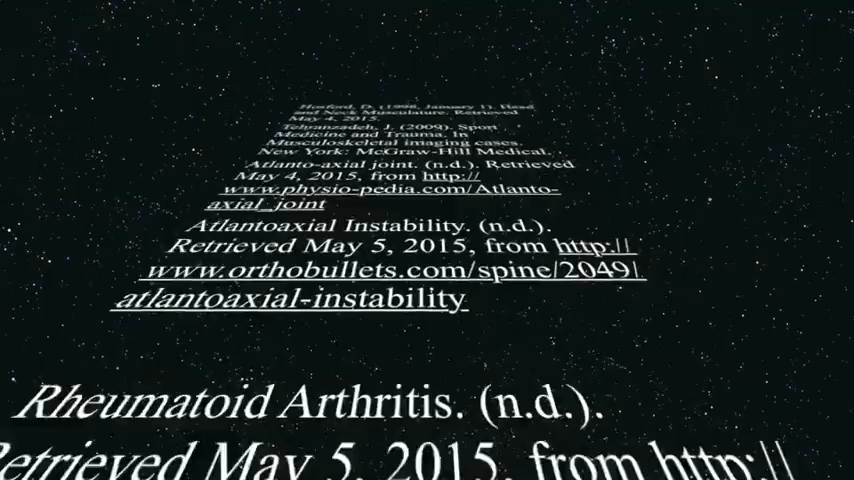 Hosford, D. (1998, January 1). Head
and Neck Musculature. Retrieved
May 4, 2015.
Tehranzadeh, J. (2009). Sport
Medicine and Trauma. In
Musculoskeletal imaging cases.
New York: McGraw-Hill Medical.
Atlanto-axial joint. (n.d.). Retrieved
May 4, 2015, from http://
www.physio-pedia.com/Atlanto-
axial_joint
Atlantoaxial Instability. (n.d.).
Retrieved May 5, 2015, from http://
www.orthobullets.com/spine/2049/
atlantoaxial-instability
Rheumatoid Arthritis. (n.d.).
Retrieved May 5, 2015, from http://